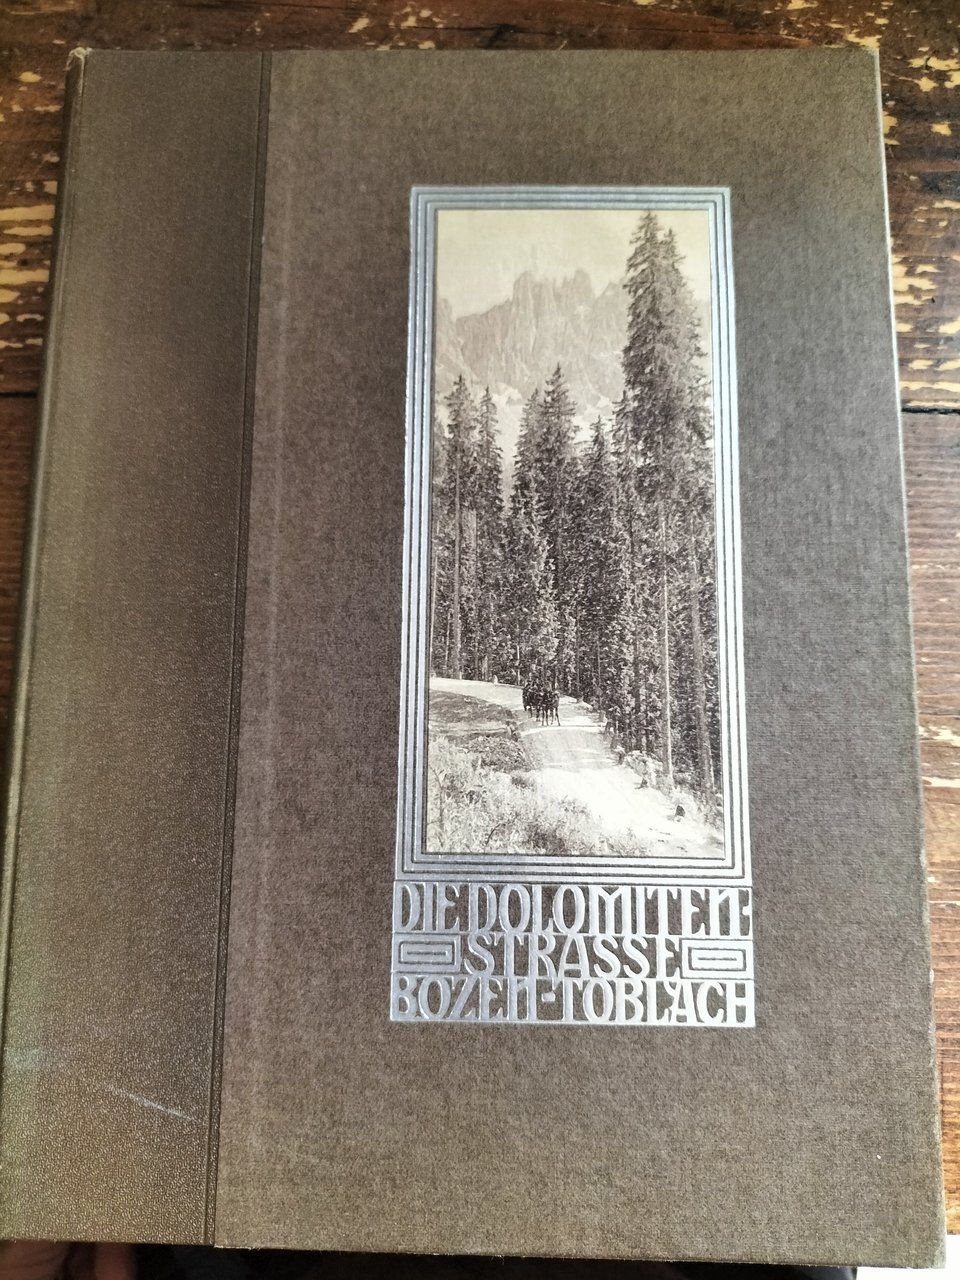 DIE DOLOMITEN-
STRASSE
BOZEN-TOBLACH